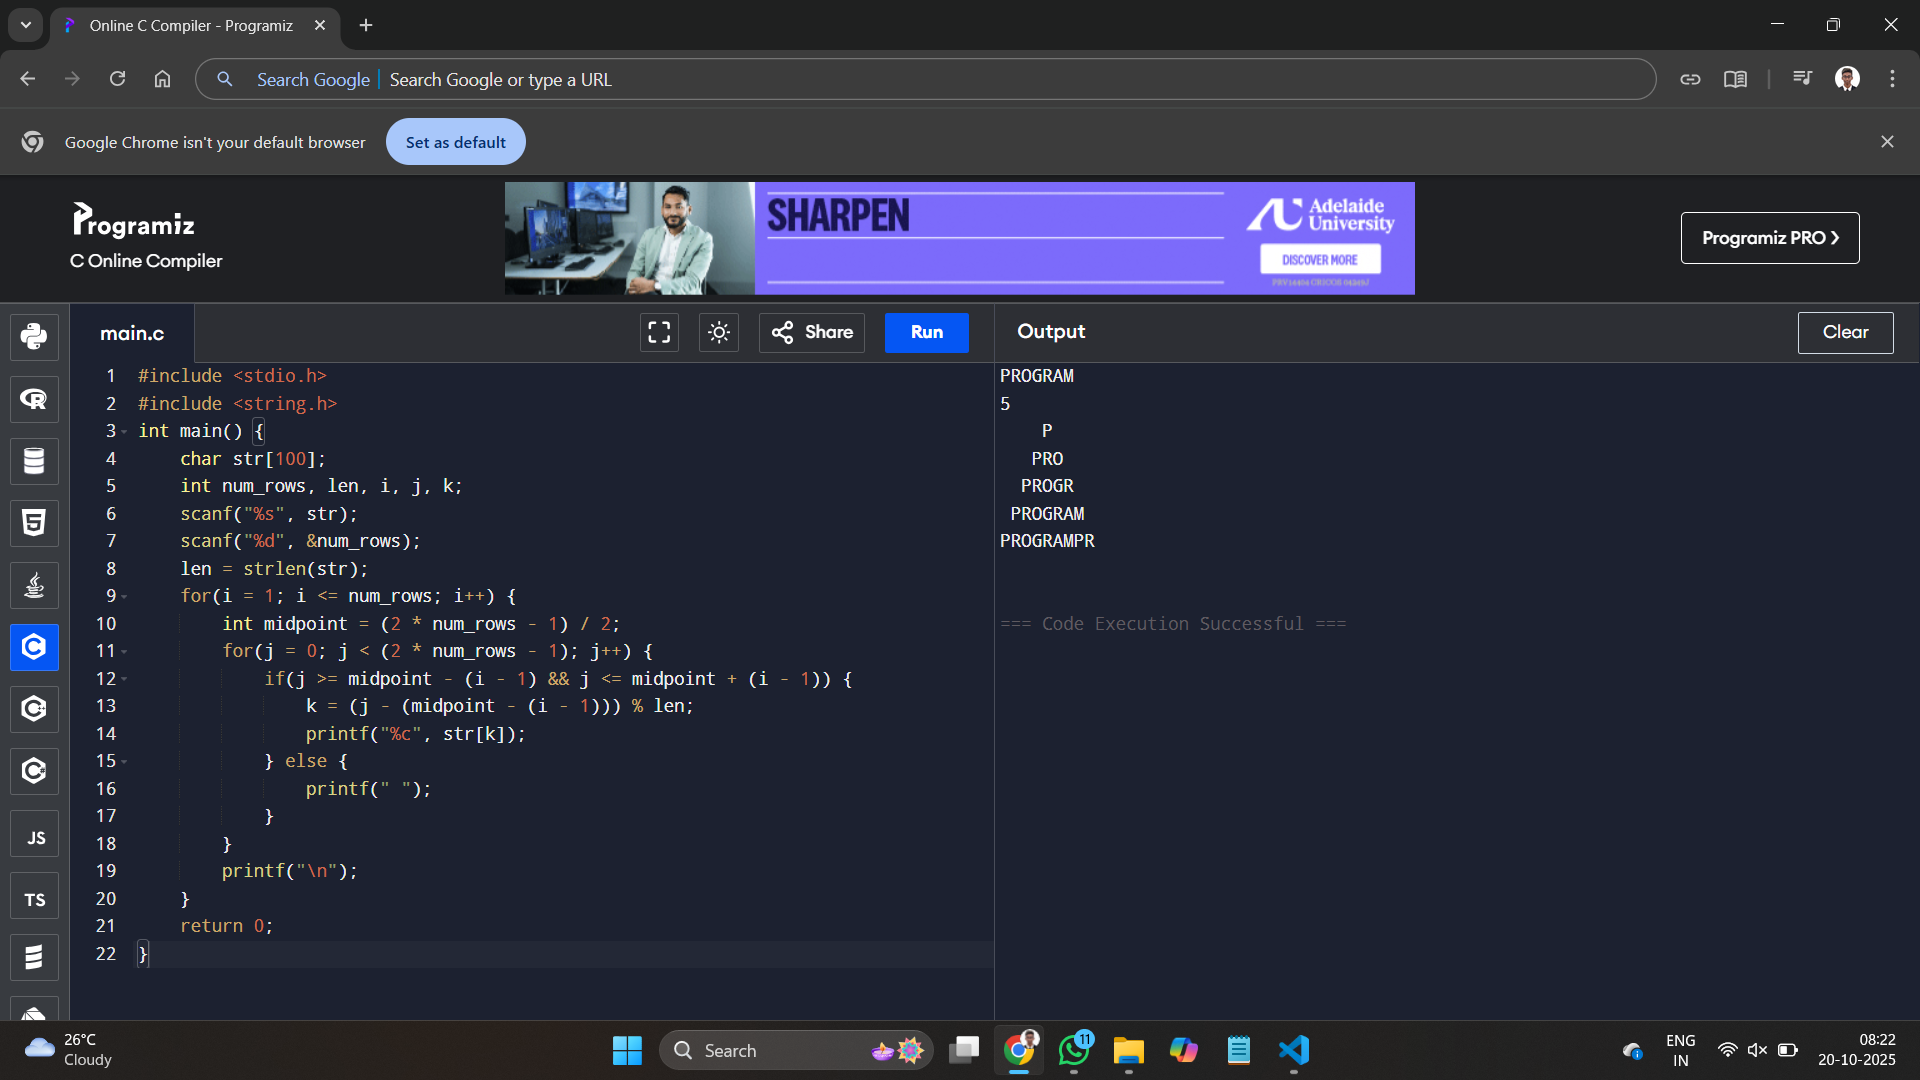 Online C Compiler - Programiz
Search Google Search Google or type a URL
Google Chrome isn't your default browser Set as default
Programiz
C Online Compiler
SHARPEN
Adelaide
University
DISCOVER MORE
Programiz PRO ❯
main.c Share Run Output Clear
1 #include <stdio.h>
2 #include <string.h>
3 int main() {
4     char str[100];
5     int num_rows, len, i, j, k;
6     scanf("%s", str);
7     scanf("%d", &num_rows);
8     len = strlen(str);
9     for(i = 1; i <= num_rows; i++) {
10         int midpoint = (2 * num_rows - 1) / 2;
11         for(j = 0; j < (2 * num_rows - 1); j++) {
12             if(j >= midpoint - (i - 1) && j <= midpoint + (i - 1)) {
13                 k = (j - (midpoint - (i - 1))) % len;
14                 printf("%c", str[k]);
15             } else {
16                 printf(" ");
17             }
18         }
19         printf("\n");
20     }
21     return 0;
22 }
PROGRAM
5
    P
   PRO
  PROGR
 PROGRAM
PROGRAMPR
=== Code Execution Successful ===
R
5
C
C
C
JS
TS
26°C
Cloudy
Search
11
ENG
IN
08:22
20-10-2025